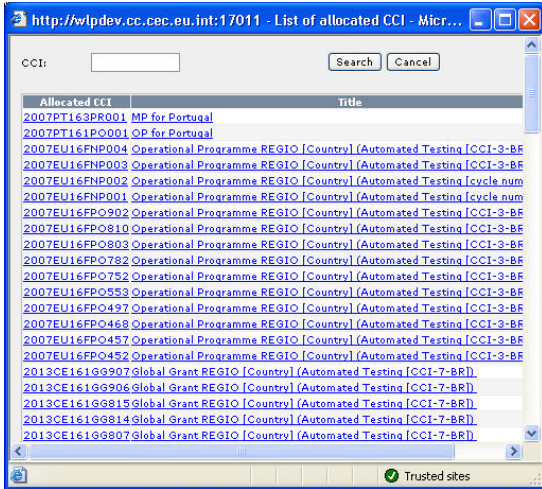 http://wlpdev.cc.cec.eu.int:17011 - List of allocated CCI - Micr...
CCI: Search Cancel
Allocated CCI Title
2007PT163PR001 MP for Portugal
2007PT161PO001 OP for Portugal
2007EU16FNP004 Operational Programme REGIO [Country] (Automated Testing [CCI-3-BR
2007EU16FNP003 Operational Programme REGIO [Country] (Automated Testing [CCI-3-BR
2007EU16FNP002 Operational Programme REGIO [Country] (Automated Testing [cycle num
2007EU16FNP001 Operational Programme REGIO [Country] (Automated Testing [cycle num
2007EU16FPO902 Operational Programme REGIO [Country] (Automated Testing [CCI-3-BR
2007EU16FPO810 Operational Programme REGIO [Country] (Automated Testing [CCI-3-BR
2007EU16FPO803 Operational Programme REGIO [Country] (Automated Testing [CCI-3-BR
2007EU16FPO782 Operational Programme REGIO [Country] (Automated Testing [CCI-3-BR
2007EU16FPO752 Operational Programme REGIO [Country] (Automated Testing [CCI-3-BR
2007EU16FPO553 Operational Programme REGIO [Country] (Automated Testing [CCI-3-BR
2007EU16FPO497 Operational Programme REGIO [Country] (Automated Testing [CCI-3-BR
2007EU16FPO468 Operational Programme REGIO [Country] (Automated Testing [CCI-3-BR
2007EU16FPO457 Operational Programme REGIO [Country] (Automated Testing [CCI-3-BR
2007EU16FPO452 Operational Programme REGIO [Country] (Automated Testing [CCI-3-BR
2013CE161GG907 Global Grant REGIO [Country] (Automated Testing [CCI-7-BR])
2013CE161GG906 Global Grant REGIO [Country] (Automated Testing [CCI-7-BR])
2013CE161GG815 Global Grant REGIO [Country] (Automated Testing [CCI-7-BR])
2013CE161GG814 Global Grant REGIO [Country] (Automated Testing [CCI-7-BR])
2013CE161GG807 Global Grant REGIO [Country] (Automated Testing [CCI-7-BR])
Trusted sites